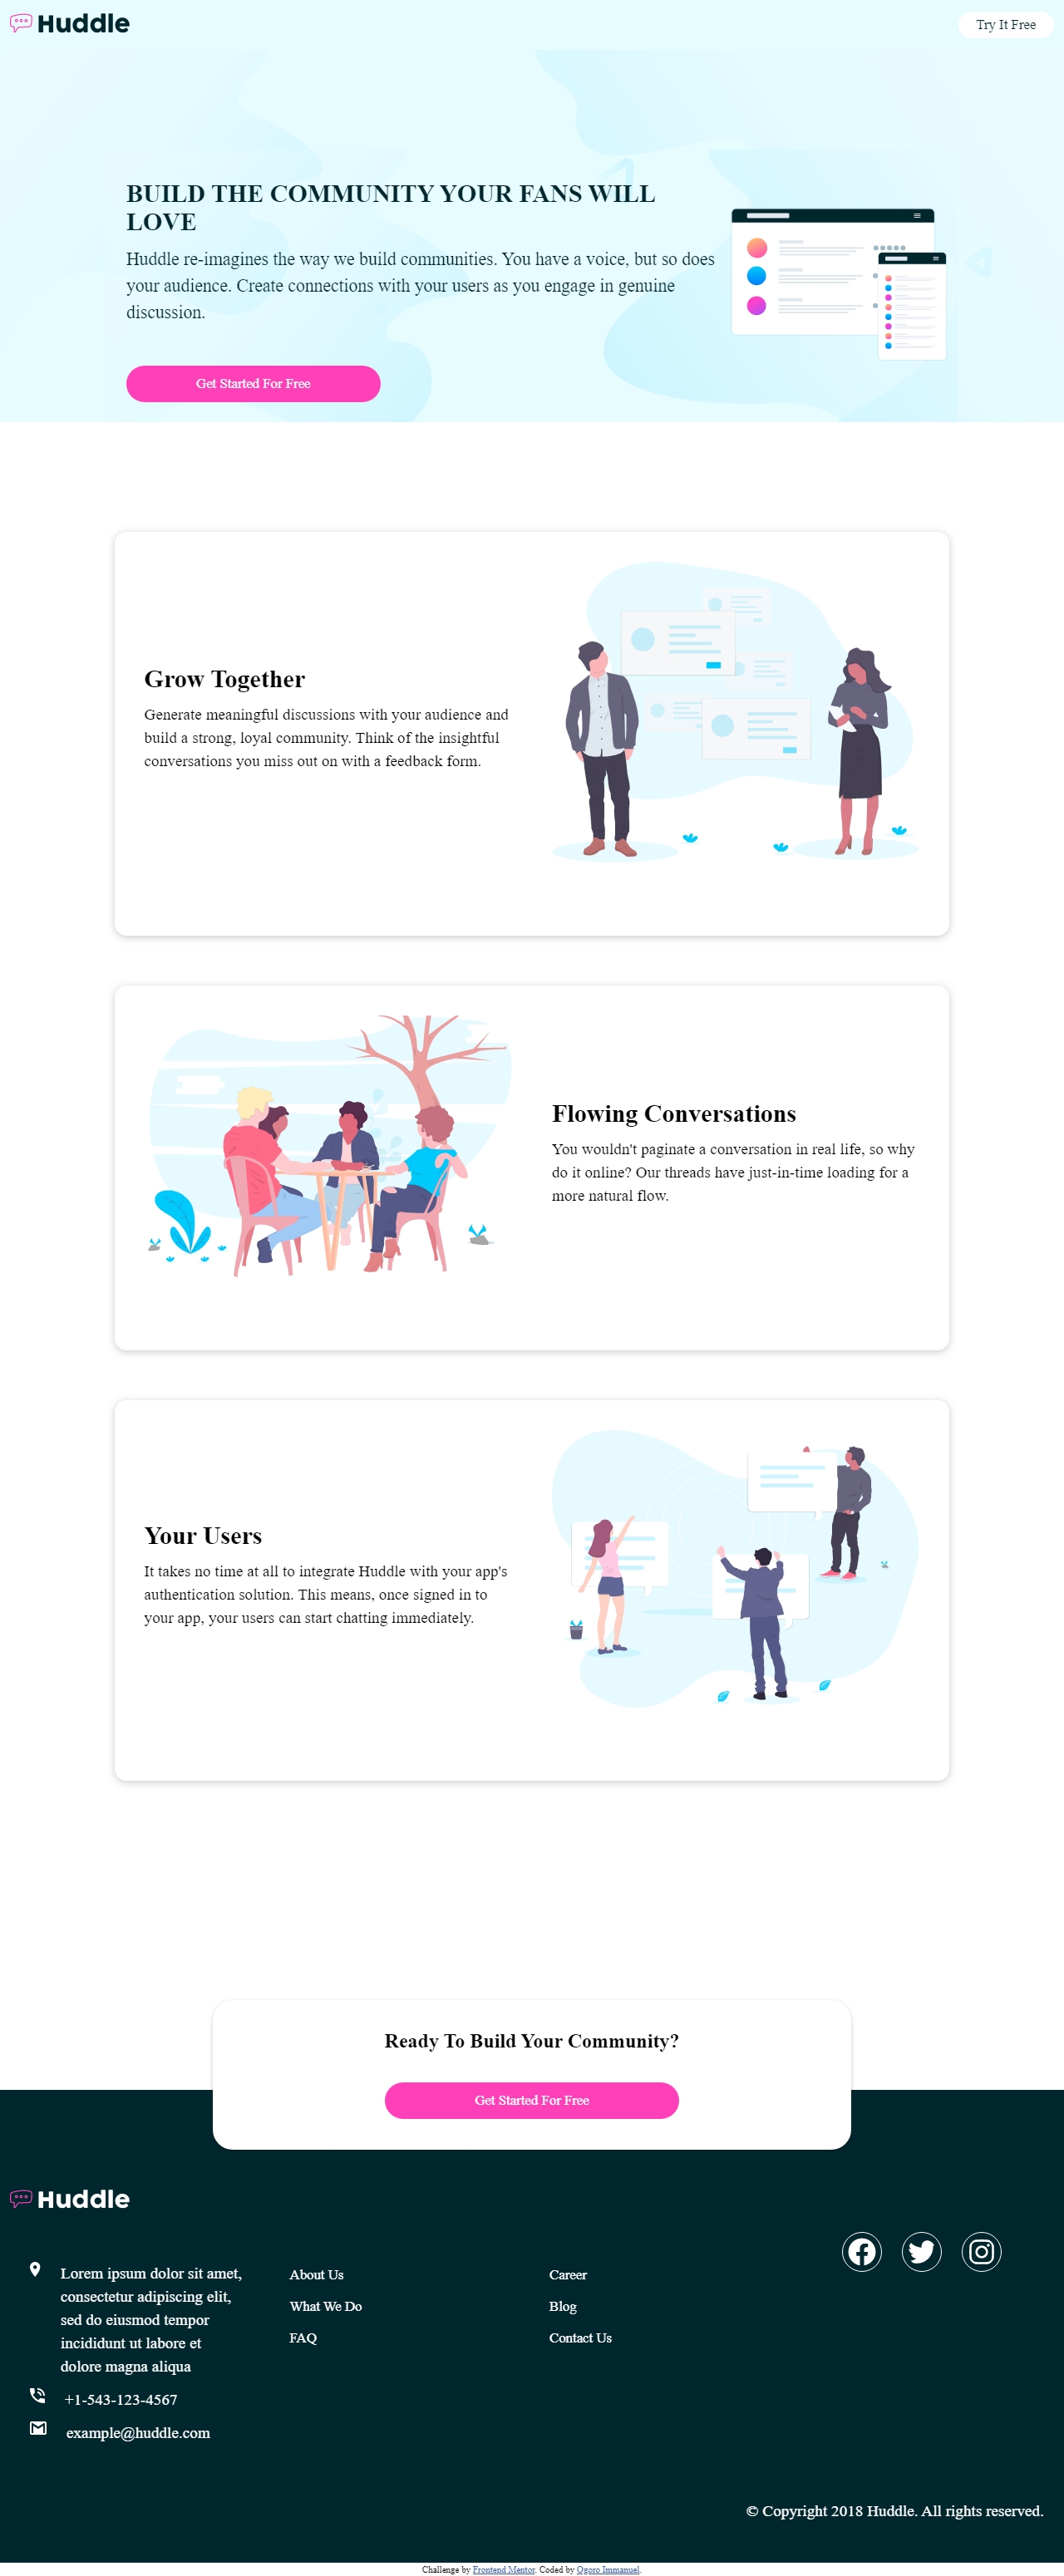 Huddle
Try It Free
BUILD THE COMMUNITY YOUR FANS WILL
LOVE
Huddle re-imagines the way we build communities. You have a voice, but so does
your audience. Create connections with your users as you engage in genuine
discussion.
Get Started For Free
Grow Together
Generate meaningful discussions with your audience and
build a strong, loyal community. Think of the insightful
conversations you miss out on with a feedback form.
Flowing Conversations
You wouldn't paginate a conversation in real life, so why
do it online? Our threads have just-in-time loading for a
more natural flow.
Your Users
It takes no time at all to integrate Huddle with your app's
authentication solution. This means, once signed in to
your app, your users can start chatting immediately.
Ready To Build Your Community?
Get Started For Free
Huddle
Lorem ipsum dolor sit amet,
consectetur adipiscing elit,
sed do eiusmod tempor
incididunt ut labore et
dolore magna aliqua
+1-543-123-4567
example@huddle.com
About Us
What We Do
FAQ
Career
Blog
Contact Us
© Copyright 2018 Huddle. All rights reserved.
Challenge by Frontend Mentor. Coded by Ogoro Immanuel.